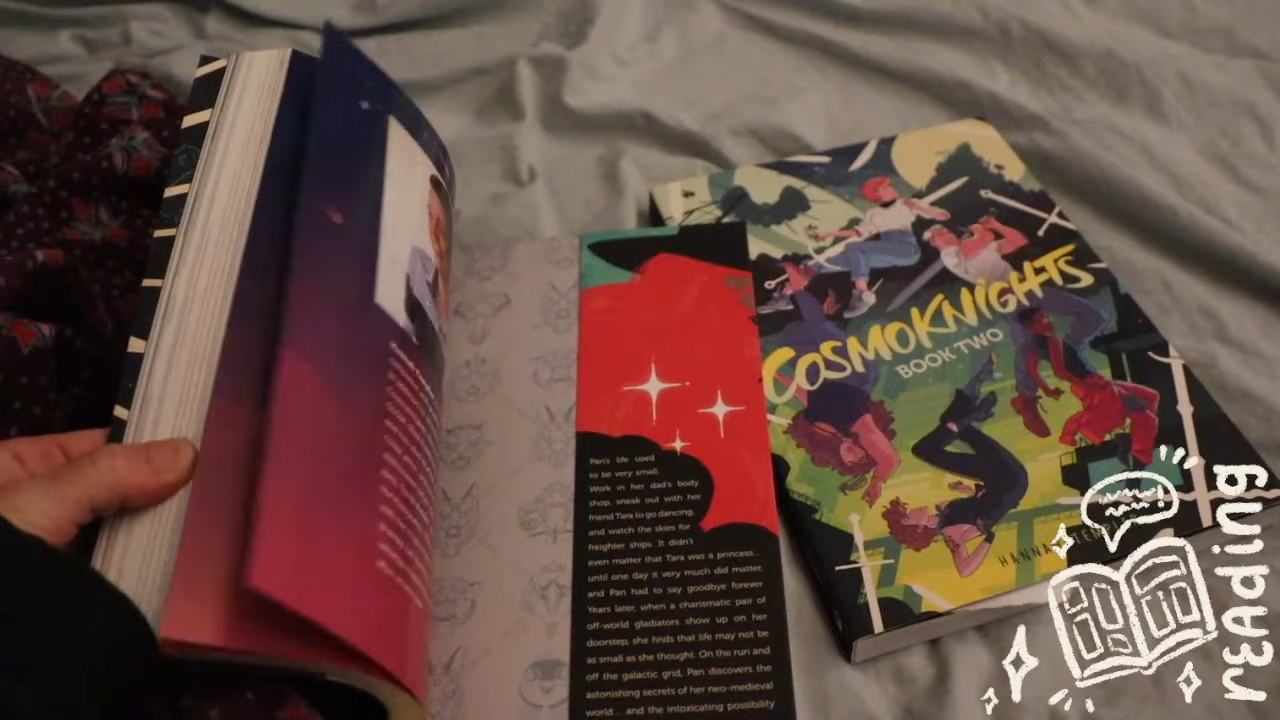 Pan's life used
to be very small.
Work in her dad's body
shop, sneak out with her
friend Tara to go dancing,
and watch the skies for
freighter ships. It didn't
even matter that Tara was a princess...
until one day it very much did matter,
and Pan had to say goodbye forever.
Years later, when a charismatic pair of
off-world gladiators show up on her
doorstep, she finds that life may not be
as small as she thought. On the run and
off the galactic grid, Pan discovers the
astonishing secrets of her neo-medieval
world... and the intoxicating possibility
COSMOKNIGHTS
BOOK TWO
HANNAH
reading